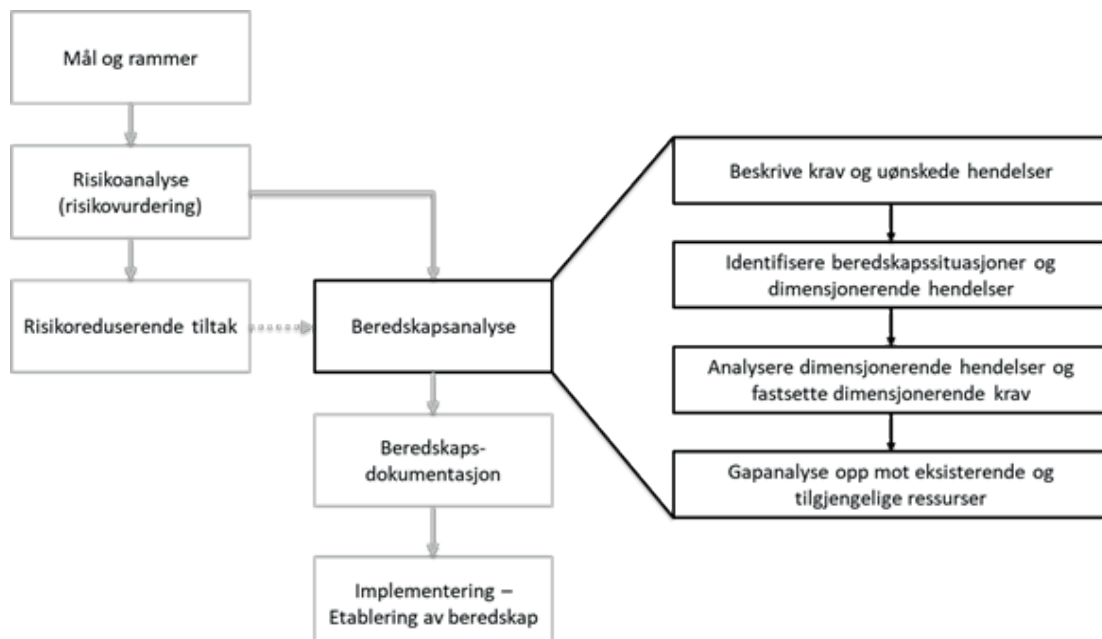 Mål og rammer
Risikoanalyse
(risikovurdering)
Risikoreduserende tiltak
Beredskapsanalyse
Beredskaps-
dokumentasjon
Implementering –
Etablering av beredskap
Beskrive krav og uønskede hendelser
Identifisere beredskapssituasjoner og
dimensjonerende hendelser
Analysere dimensjonerende hendelser og
fastsette dimensjonerende krav
Gapanalyse opp mot eksisterende og
tilgjengelige ressurser